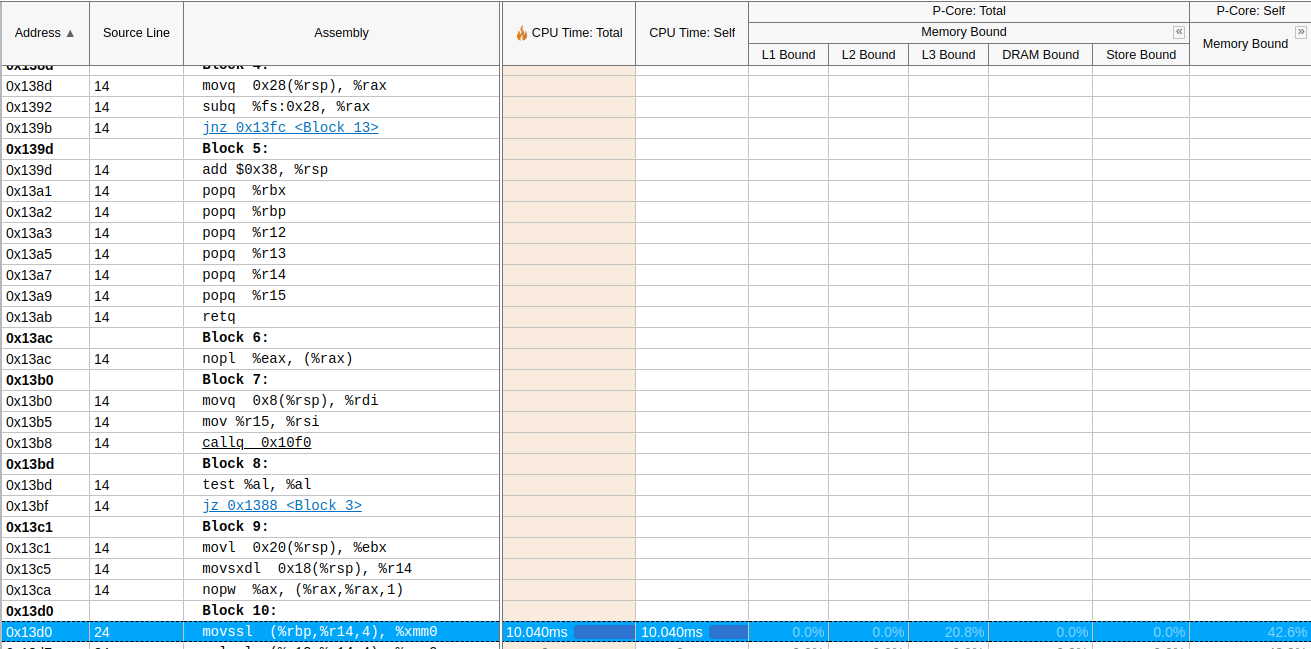 P-Core: Total P-Core: Self
Address ▲ Source Line Assembly 🔥 CPU Time: Total CPU Time: Self Memory Bound « Memory Bound »
L1 Bound L2 Bound L3 Bound DRAM Bound Store Bound
0x138d Block 4:
0x138d 14 movq 0x28(%rsp), %rax
0x1392 14 subq %fs:0x28, %rax
0x139b 14 jnz 0x13fc <Block 13>
0x139d Block 5:
0x139d 14 add $0x38, %rsp
0x13a1 14 popq %rbx
0x13a2 14 popq %rbp
0x13a3 14 popq %r12
0x13a5 14 popq %r13
0x13a7 14 popq %r14
0x13a9 14 popq %r15
0x13ab 14 retq
0x13ac Block 6:
0x13ac 14 nopl %eax, (%rax)
0x13b0 Block 7:
0x13b0 14 movq 0x8(%rsp), %rdi
0x13b5 14 mov %r15, %rsi
0x13b8 14 callq 0x10f0
0x13bd Block 8:
0x13bd 14 test %al, %al
0x13bf 14 jz 0x1388 <Block 3>
0x13c1 Block 9:
0x13c1 14 movl 0x20(%rsp), %ebx
0x13c5 14 movsxdl 0x18(%rsp), %r14
0x13ca 14 nopw %ax, (%rax,%rax,1)
0x13d0 Block 10:
0x13d0 24 movssl (%rbp,%r14,4), %xmm0 10.040ms 10.040ms 0.0% 0.0% 20.8% 0.0% 0.0% 42.6%